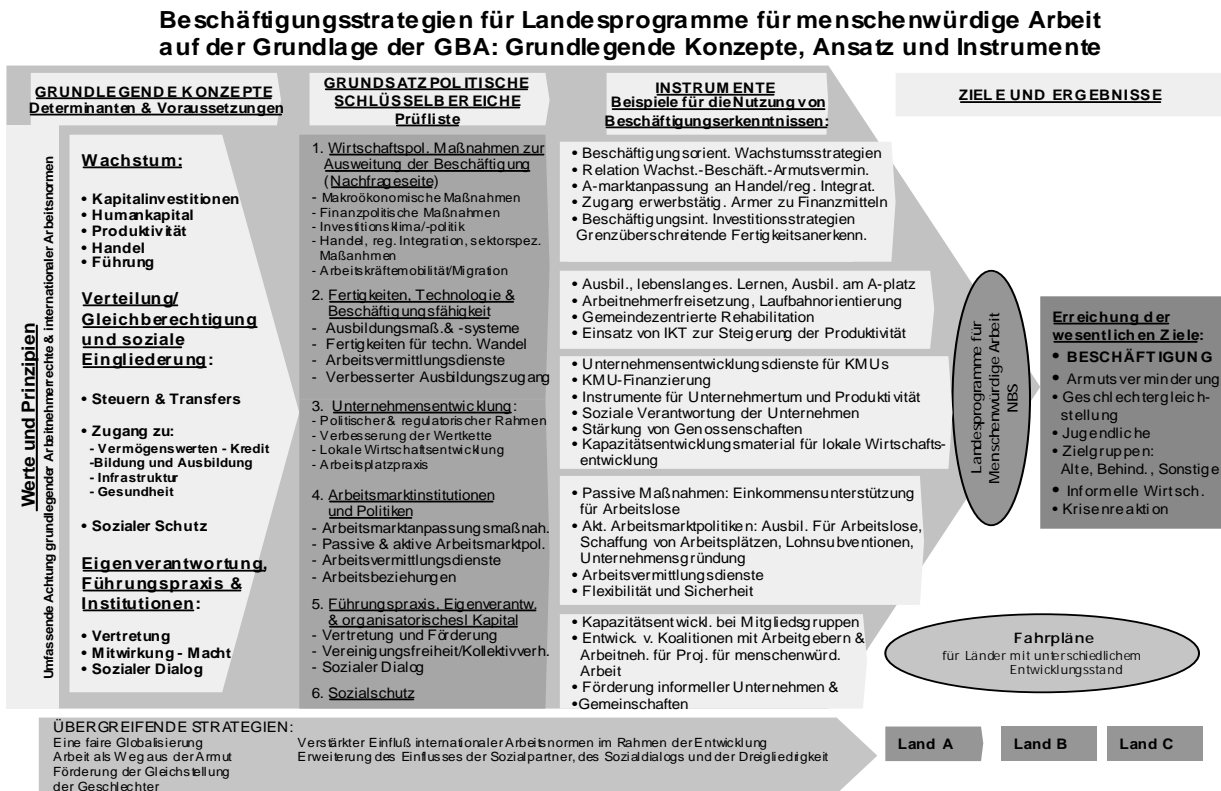 Beschäftigungsstrategien für Landesprogramme für menschenwürdige Arbeit
auf der Grundlage der GBA: Grundlegende Konzepte, Ansatz und Instrumente
GRUNDLEGENDE KONZEPTE
Determinanten & Voraussetzungen
GRUNDSATZPOLITISCHE
SCHLÜSSELBEREICHE
Prüfliste
INSTRUMENTE
Beispiele für die Nutzung von
Beschäftigungserkenntnissen:
ZIELE UND ERGEBNISSE
Werte und Prinzipien
Umfassende Achtung grundlegender Arbeitnehmerrechte & internationaler Arbeitsnormen
Wachstum:
• Kapitalinvestitionen
• Humankapital
• Produktivität
• Handel
• Führung
Verteilung/
Gleichberechtigung
und soziale
Eingliederung:
• Steuern & Transfers
• Zugang zu:
- Vermögenswerten - Kredit
-Bildung und Ausbildung
- Infrastruktur
- Gesundheit
• Sozialer Schutz
Eigenverantwortung,
Führungspraxis &
Institutionen:
• Vertretung
• Mitwirkung - Macht
• Sozialer Dialog
1. Wirtschaftspol. Maßnahmen zur
Ausweitung der Beschäftigung
(Nachfrageseite)
- Makroökonomische Maßnahmen
- Finanzpolitische Maßnahmen
- Investitionsklima/-politik
- Handel, reg. Integration, sektorspez.
Maßanhmen
- Arbeitskräftemobilität/Migration
2. Fertigkeiten, Technologie &
Beschäftigungsfähigkeit
- Ausbildungsmaß.& -systeme
- Fertigkeiten für techn. Wandel
- Arbeitsvermittlungsdienste
- Verbesserter Ausbildungszugang
3. Unternehmensentwicklung:
- Politischer & regulatorischer Rahmen
- Verbesserung der Wertkette
- Lokale Wirtschaftsentwicklung
- Arbeitsplatzpraxis
4. Arbeitsmarktinstitutionen
und Politiken
- Arbeitsmarktanpassungsmaßnah.
- Passive & aktive Arbeitsmarktpol.
- Arbeitsvermittlungsdienste
- Arbeitsbeziehungen
5. Führungspraxis, Eigenverantw,
& organisatorischesl Kapital
- Vertretung und Förderung
- Vereinigungsfreiheit/Kollektivverh.
- Sozialer Dialog
6. Sozialschutz
• Beschäftigungsorient. Wachstumsstrategien
• Relation Wachst.-Beschäft.-Armutsvermin.
• A-marktanpassung an Handel/reg. Integrat.
• Zugang erwerbstätig. Armer zu Finanzmitteln
• Beschäftigungsint. Investitionsstrategien
Grenzüberschreitende Fertigkeitsanerkenn.
• Ausbil., lebenslanges. Lernen, Ausbil. am A-platz
• Arbeitnehmerfreisetzung, Laufbahnorientierung
• Gemeindezentrierte Rehabilitation
• Einsatz von IKT zur Steigerung der Produktivität
• Unternehmensentwicklungsdienste für KMUs
• KMU-Finanzierung
• Instrumente für Unternehmertum und Produktivität
• Soziale Verantwortung der Unternehmen
• Stärkung von Genossenschaften
• Kapazitätsentwicklungsmaterial für lokale Wirtschafts-
entwicklung
• Passive Maßnahmen: Einkommensunterstützung
für Arbeitslose
• Akt. Arbeitsmarktpolitiken: Ausbil. Für Arbeitslose,
Schaffung von Arbeitsplätzen, Lohnsubventionen,
Unternehmensgründung
• Arbeitsvermittlungsdienste
• Flexibilität und Sicherheit
• Kapazitätsentwickl. bei Mitgliedsgruppen
• Entwick. v. Koalitionen mit Arbeitgebern &
Arbeitneh. für Proj. für menschenwürd.
Arbeit
• Förderung informeller Unternehmen &
Gemeinschaften
Landesprogramme für
Menschenwürdige Arbeit
NBS
Erreichung der
wesentlichen Ziele:
• BESCHÄFTIGUNG
• Armutsverminderung
• Geschlechtergleich-
stellung
• Jugendliche
• Zielgruppen:
Alte, Behind., Sonstige
• Informelle Wirtsch.
• Krisenreaktion
Fahrpläne
für Länder mit unterschiedlichem
Entwicklungsstand
ÜBERGREIFENDE STRATEGIEN:
Eine faire Globalisierung
Arbeit als Weg aus der Armut
Förderung der Gleichstellung
der Geschlechter
Verstärkter Einfluß internationaler Arbeitsnormen im Rahmen der Entwicklung
Erweiterung des Einflusses der Sozialpartner, des Sozialdialogs und der Dreigliedrigkeit
Land A
Land B
Land C